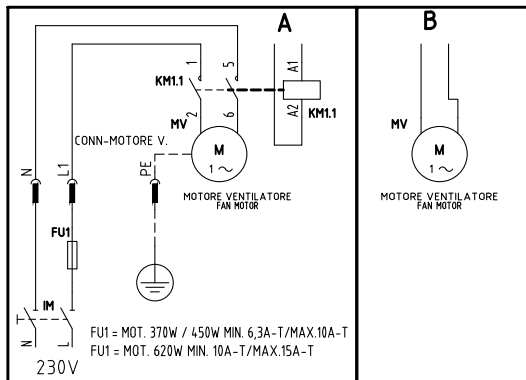 A
B
1
5
KM1.1
A1
A2
KM1.1
2
6
MV
MV
CONN-MOTORE V.
M
1 ~
M
1 ~
N
L1
PE
MOTORE VENTILATORE
FAN MOTOR
MOTORE VENTILATORE
FAN MOTOR
FU1
IM
N
L
FU1 = MOT. 370W / 450W MIN. 6,3A-T/MAX.10A-T
FU1 = MOT. 620W MIN. 10A-T/MAX.15A-T
230V